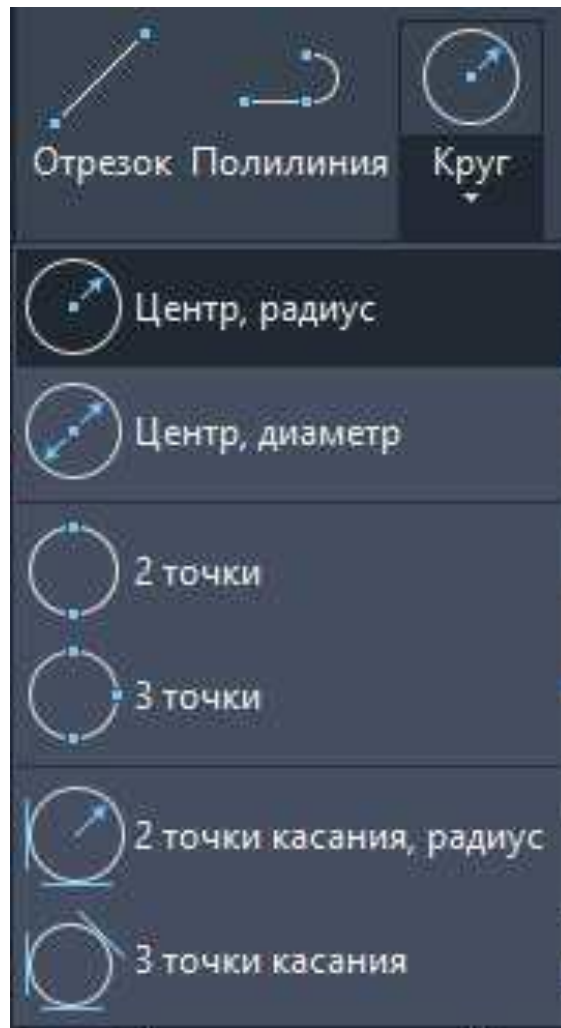 Отрезок Полилиния Круг
Центр, радиус
Центр, диаметр
2 точки
3 точки
2 точки касания, радиус
3 точки касания